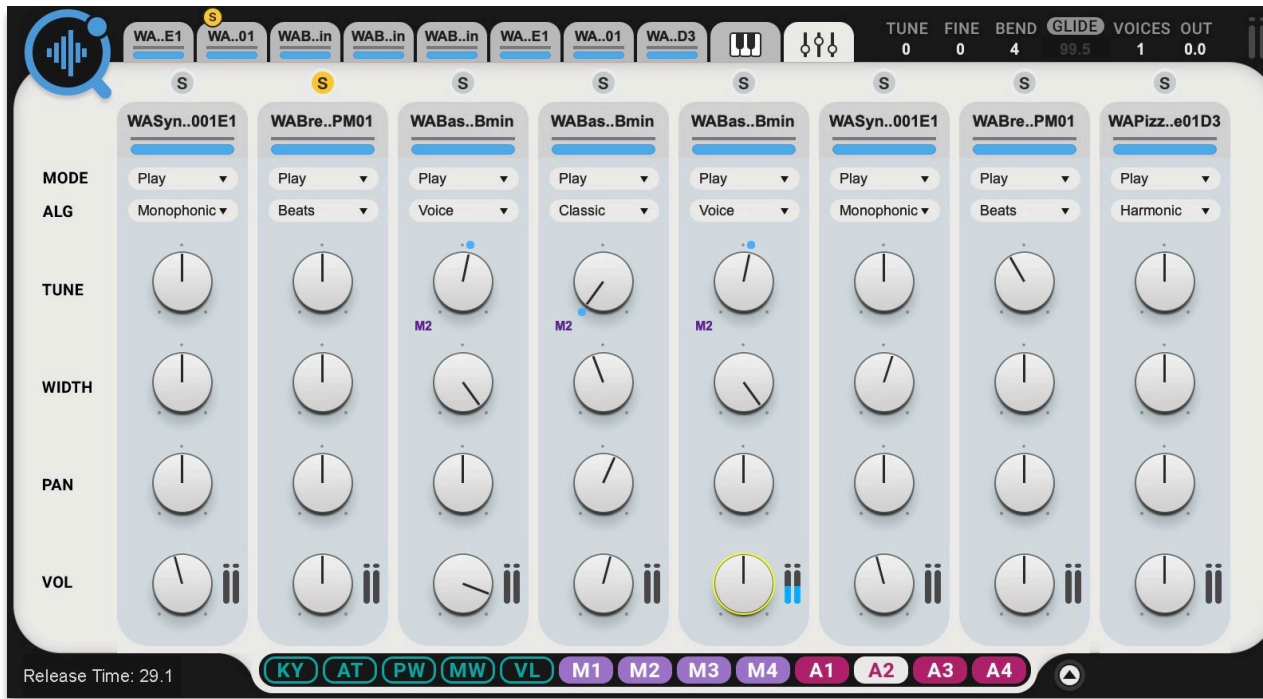 S
WA..E1 WA..01 WAB..in WAB..in WAB..in WA..E1 WA..01 WA..D3
TUNE FINE BEND GLIDE VOICES OUT
0 0 4 99.5 1 0.0
S S S S S S S S
WASyn..001E1 WABre..PM01 WABas..Bmin WABas..Bmin WABas..Bmin WASyn..001E1 WABre..PM01 WAPizz..e01D3
MODE Play Play Play Play Play Play Play Play
ALG Monophonic Beats Voice Classic Voice Monophonic Beats Harmonic
TUNE
M2 M2 M2
WIDTH
PAN
VOL
Release Time: 29.1
KY AT PW MW VL M1 M2 M3 M4 A1 A2 A3 A4